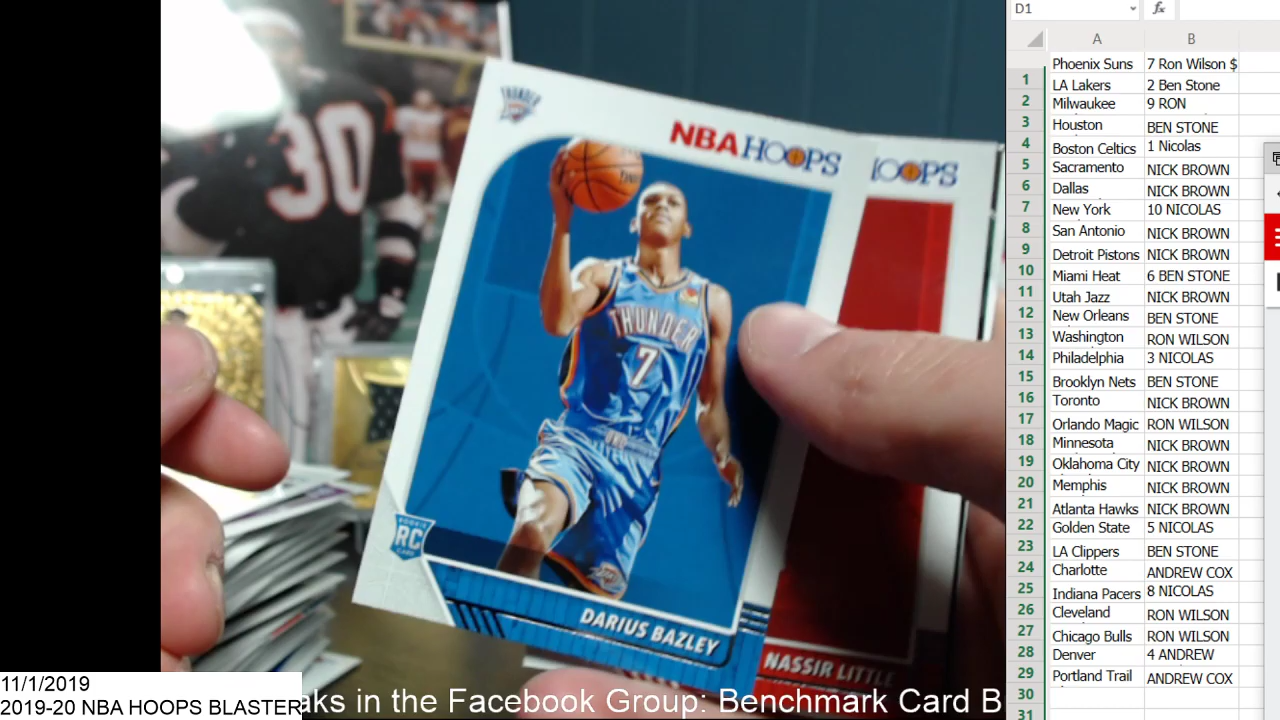 30
THUNDER
NBA HOOPS
THUNDER
7
ROOKIE
RC
CARD
DARIUS BAZLEY
OOPS
NASSIR LITTLE
11/1/2019
2019-20 NBA HOOPS BLASTER
aks in the Facebook Group: Benchmark Card B
D1 fx
A B
Phoenix Suns 7 Ron Wilson $
1 LA Lakers 2 Ben Stone
2 Milwaukee 9 RON
3 Houston BEN STONE
4 Boston Celtics 1 Nicolas
5 Sacramento NICK BROWN
6 Dallas NICK BROWN
7 New York 10 NICOLAS
8 San Antonio NICK BROWN
9 Detroit Pistons NICK BROWN
10 Miami Heat 6 BEN STONE
11 Utah Jazz NICK BROWN
12 New Orleans BEN STONE
13 Washington RON WILSON
14 Philadelphia 3 NICOLAS
15 Brooklyn Nets BEN STONE
16 Toronto NICK BROWN
17 Orlando Magic RON WILSON
18 Minnesota NICK BROWN
19 Oklahoma City NICK BROWN
20 Memphis NICK BROWN
21 Atlanta Hawks NICK BROWN
22 Golden State 5 NICOLAS
23 LA Clippers BEN STONE
24 Charlotte ANDREW COX
25 Indiana Pacers 8 NICOLAS
26 Cleveland RON WILSON
27 Chicago Bulls RON WILSON
28 Denver 4 ANDREW
29 Portland Trail ANDREW COX
30
31